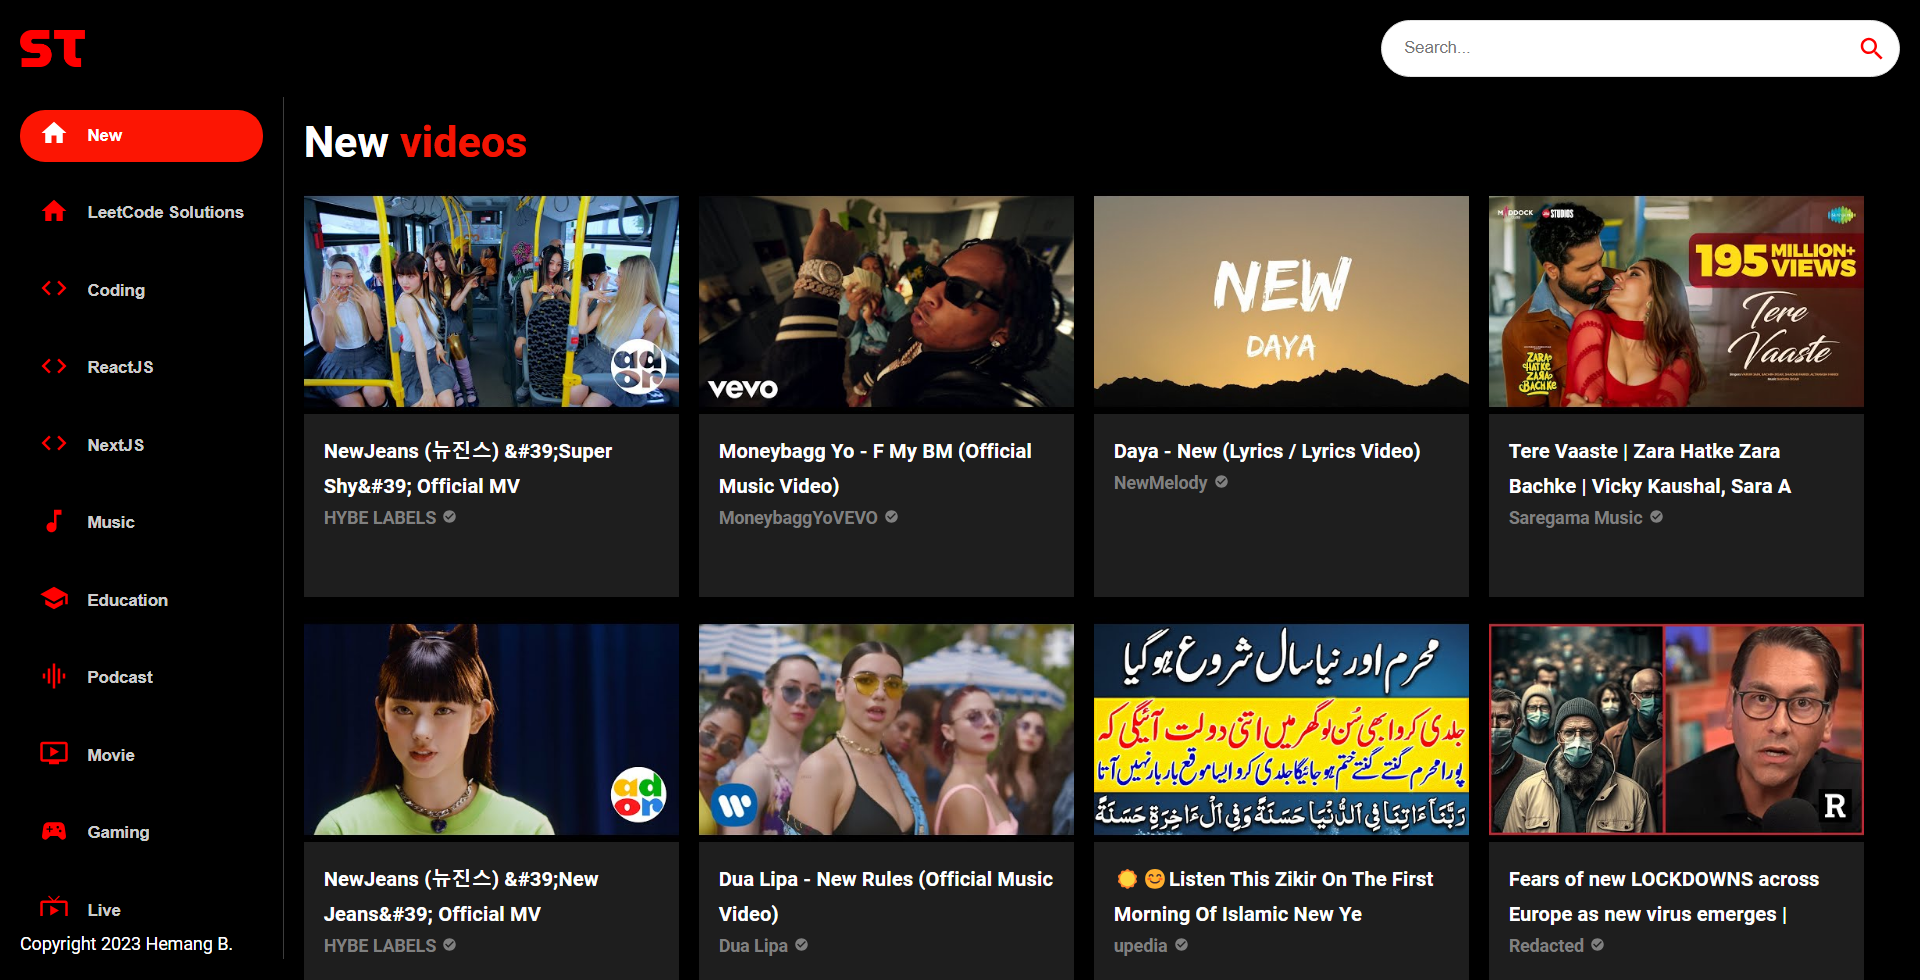 ST
Search...
New
LeetCode Solutions
Coding
ReactJS
NextJS
Music
Education
Podcast
Movie
Gaming
Live
Copyright 2023 Hemang B.
New videos
ad
or
vevo
NEW
DAYA
MADDOCK
STUDIOS
195 MILLION+
VIEWS
Tere
Vaaste
ZARA
HATKE
ZARA
BACHKE
NewJeans (뉴진스) &#39;Super
Shy&#39; Official MV
HYBE LABELS
Moneybagg Yo - F My BM (Official
Music Video)
MoneybaggYoVEVO
Daya - New (Lyrics / Lyrics Video)
NewMelody
Tere Vaaste | Zara Hatke Zara
Bachke | Vicky Kaushal, Sara A
Saregama Music
ad
or
محرم اور نیا سال شروع ہوگیا
جلدی کرو ابھی سُن لو گھر میں اتنی دولت آئیگی کہ
پورا محرم گنتے گنتے ختم ہو جائیگا جلدی کرو ایسا موقع بار بار نہیں آتا
رَبَّنَآ ءَاتِنَا فِي ٱلدُّنۡيَا حَسَنَةٗ وَفِي ٱلۡأٓخِرَةِ حَسَنَةٗ
R
NewJeans (뉴진스) &#39;New
Jeans&#39; Official MV
HYBE LABELS
Dua Lipa - New Rules (Official Music
Video)
Dua Lipa
🌞 😊Listen This Zikir On The First
Morning Of Islamic New Ye
upedia
Fears of new LOCKDOWNS across
Europe as new virus emerges |
Redacted